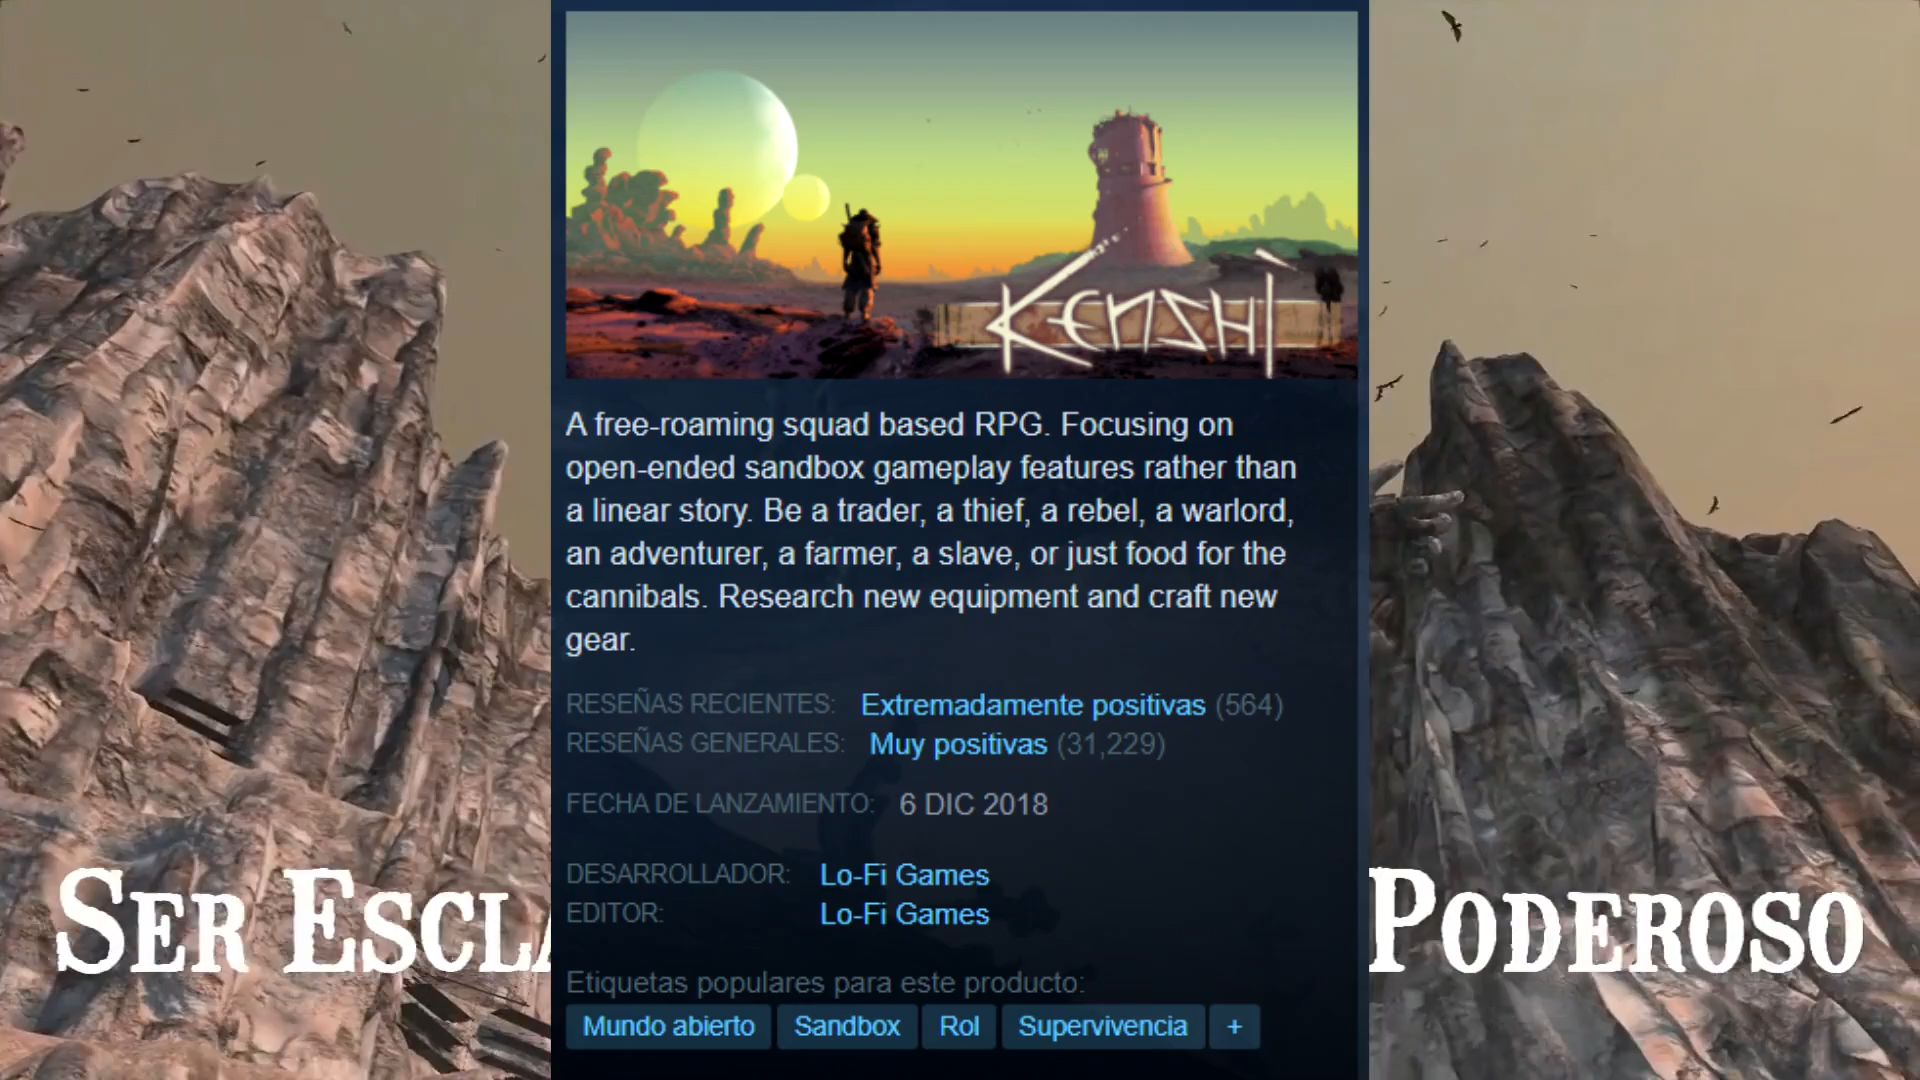 KENSHI
A free-roaming squad based RPG. Focusing on
open-ended sandbox gameplay features rather than
a linear story. Be a trader, a thief, a rebel, a warlord,
an adventurer, a farmer, a slave, or just food for the
cannibals. Research new equipment and craft new
gear.
RESEÑAS RECIENTES: Extremadamente positivas (564)
RESEÑAS GENERALES: Muy positivas (31,229)
FECHA DE LANZAMIENTO: 6 DIC 2018
DESARROLLADOR: Lo-Fi Games
EDITOR: Lo-Fi Games
SER ESCL PODEROSO
Etiquetas populares para este producto:
Mundo abierto Sandbox Rol Supervivencia +